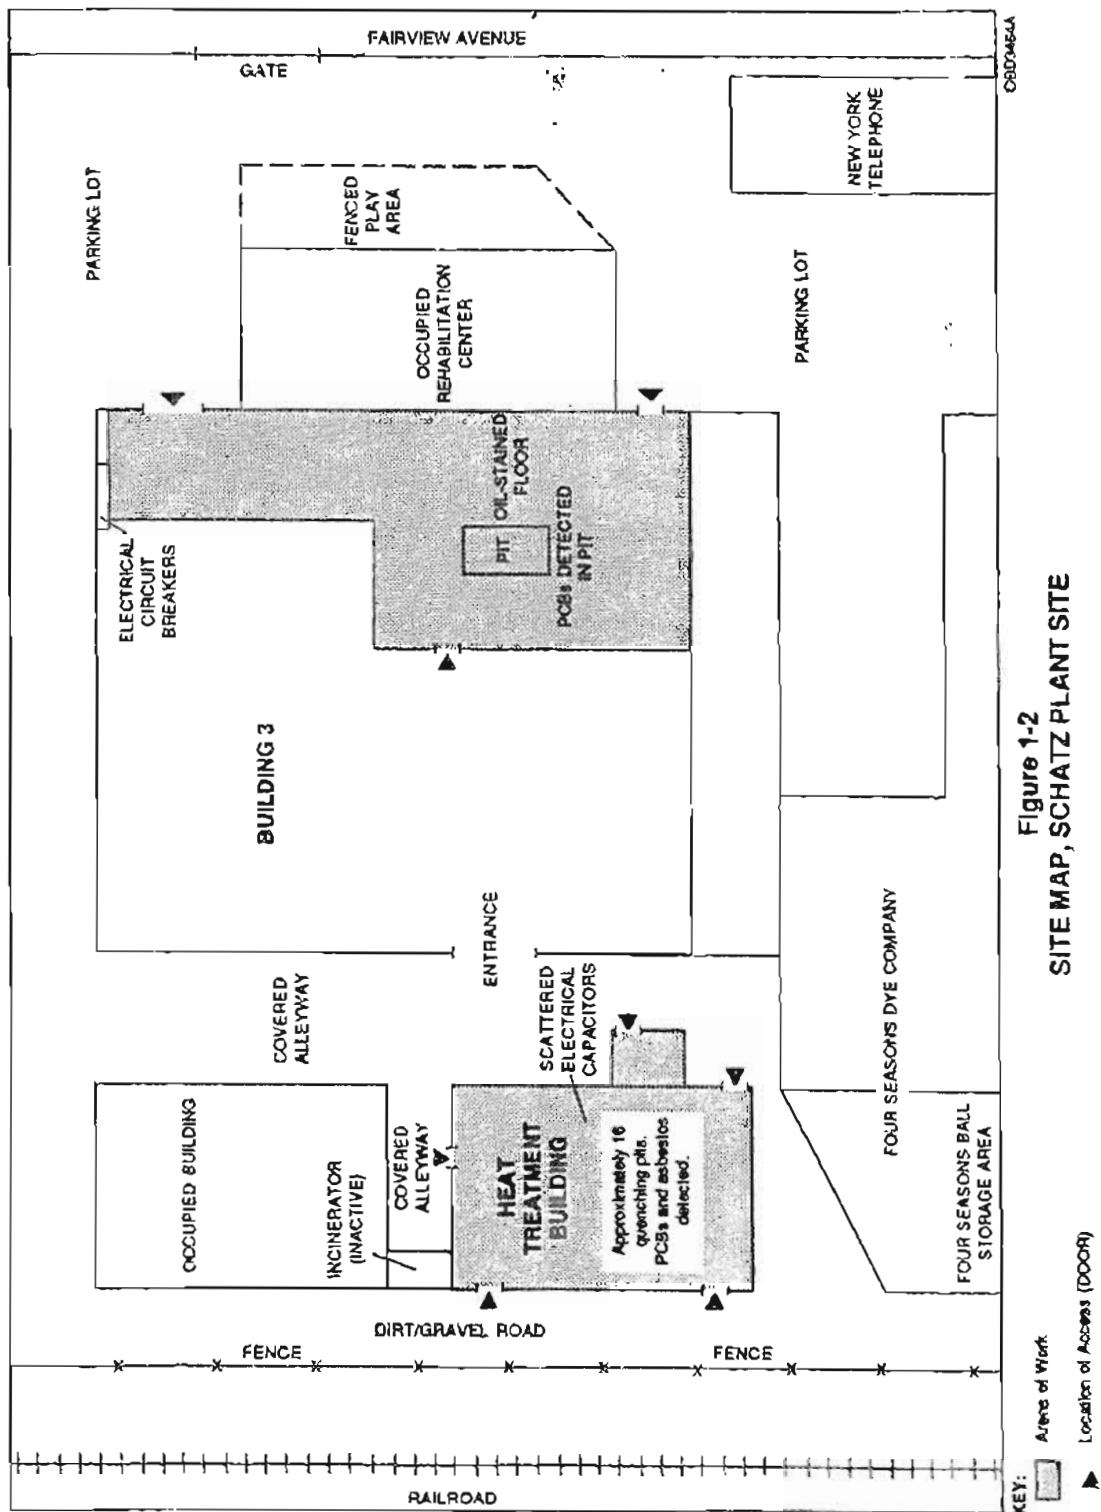 FAIRVIEW AVENUE
GATE
CBD3464A
NEW YORK
TELEPHONE
PARKING LOT
FENCED
PLAY
AREA
OCCUPIED
REHABILITATION
CENTER
PARKING LOT
ELECTRICAL
CIRCUIT
BREAKERS
OIL-STAINED
FLOOR
PIT
PCBs DETECTED
IN PIT
BUILDING 3
ENTRANCE
COVERED
ALLEYWAY
SCATTERED
ELECTRICAL
CAPACITORS
FOUR SEASONS DYE COMPANY
OCCUPIED BUILDING
INCINERATOR
(INACTIVE)
COVERED
ALLEYWAY
HEAT
TREATMENT
BUILDING
Approximately 16
quenching pits.
PCBs and asbestos
detected.
FOUR SEASONS BALL
STORAGE AREA
DIRT/GRAVEL ROAD
FENCE
FENCE
RAILROAD
KEY:
Areas of Work
Location of Access (DOOR)
Figure 1-2
SITE MAP, SCHATZ PLANT SITE